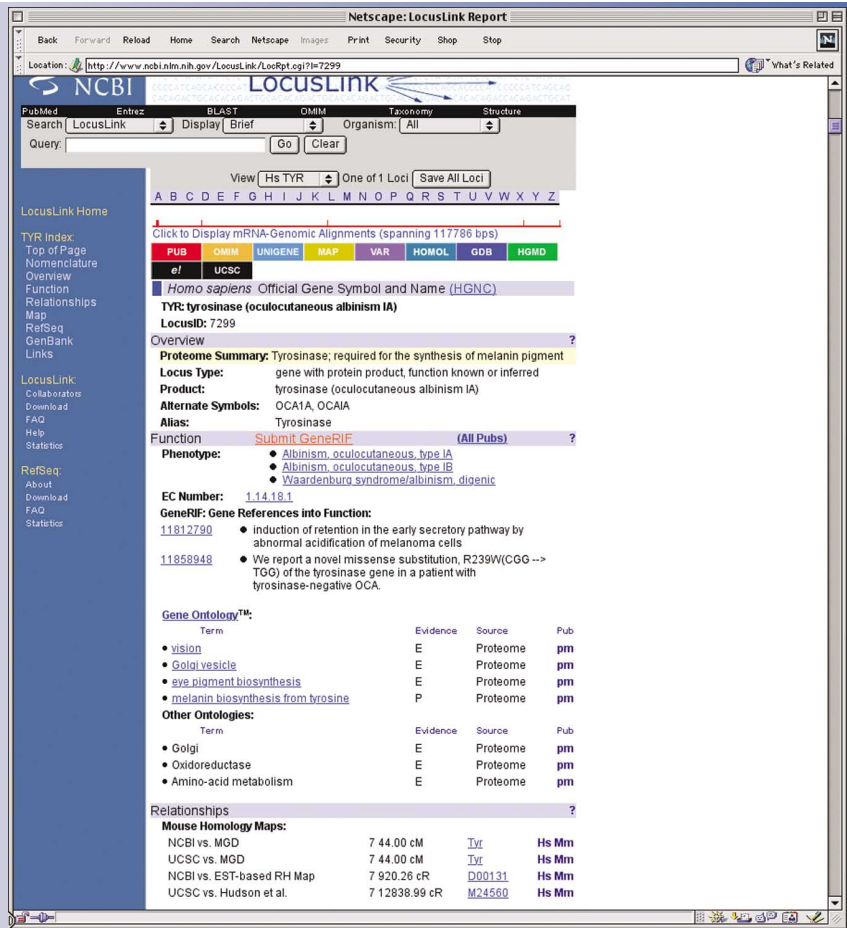 Netscape: LocusLink Report
Back Forward Reload Home Search Netscape Images Print Security Shop Stop
N
Location: http://www.ncbi.nlm.nih.gov/LocusLink/LocRpt.cgi?l=7299 What's Related
NCBI LocusLink
PubMed Entrez BLAST OMIM Taxonomy Structure
Search LocusLink Display Brief Organism: All
Query: Go Clear
View Hs TYR One of 1 Loci Save All Loci
A B C D E F G H I J K L M N O P Q R S T U V W X Y Z
LocusLink Home
TYR Index:
Top of Page
Nomenclature
Overview
Function
Relationships
Map
RefSeq
GenBank
Links
LocusLink:
Collaborators
Download
FAQ
Help
Statistics
RefSeq:
About
Download
FAQ
Statistics
Click to Display mRNA-Genomic Alignments (spanning 117786 bps)
PUB OMIM UNIGENE MAP VAR HOMOL GDB HGMD
e! UCSC
Homo sapiens Official Gene Symbol and Name (HGNC)
TYR: tyrosinase (oculocutaneous albinism IA)
LocusID: 7299
Overview ?
Proteome Summary: Tyrosinase; required for the synthesis of melanin pigment
Locus Type: gene with protein product, function known or inferred
Product: tyrosinase (oculocutaneous albinism IA)
Alternate Symbols: OCA1A, OCAIA
Alias: Tyrosinase
Function Submit GeneRIF (All Pubs) ?
Phenotype: • Albinism, oculocutaneous, type IA
• Albinism, oculocutaneous, type IB
• Waardenburg syndrome/albinism, digenic
EC Number: 1.14.18.1
GeneRIF: Gene References into Function:
11812790 • induction of retention in the early secretory pathway by
abnormal acidification of melanoma cells
11858948 • We report a novel missense substitution, R239W(CGG -->
TGG) of the tyrosinase gene in a patient with
tyrosinase-negative OCA.
Gene Ontology™:
Term Evidence Source Pub
• vision E Proteome pm
• Golgi vesicle E Proteome pm
• eye pigment biosynthesis E Proteome pm
• melanin biosynthesis from tyrosine P Proteome pm
Other Ontologies:
Term Evidence Source Pub
• Golgi E Proteome pm
• Oxidoreductase E Proteome pm
• Amino-acid metabolism E Proteome pm
Relationships ?
Mouse Homology Maps:
NCBI vs. MGD 7 44.00 cM Tyr Hs Mm
UCSC vs. MGD 7 44.00 cM Tyr Hs Mm
NCBI vs. EST-based RH Map 7 920.26 cR D00131 Hs Mm
UCSC vs. Hudson et al. 7 12838.99 cR M24560 Hs Mm